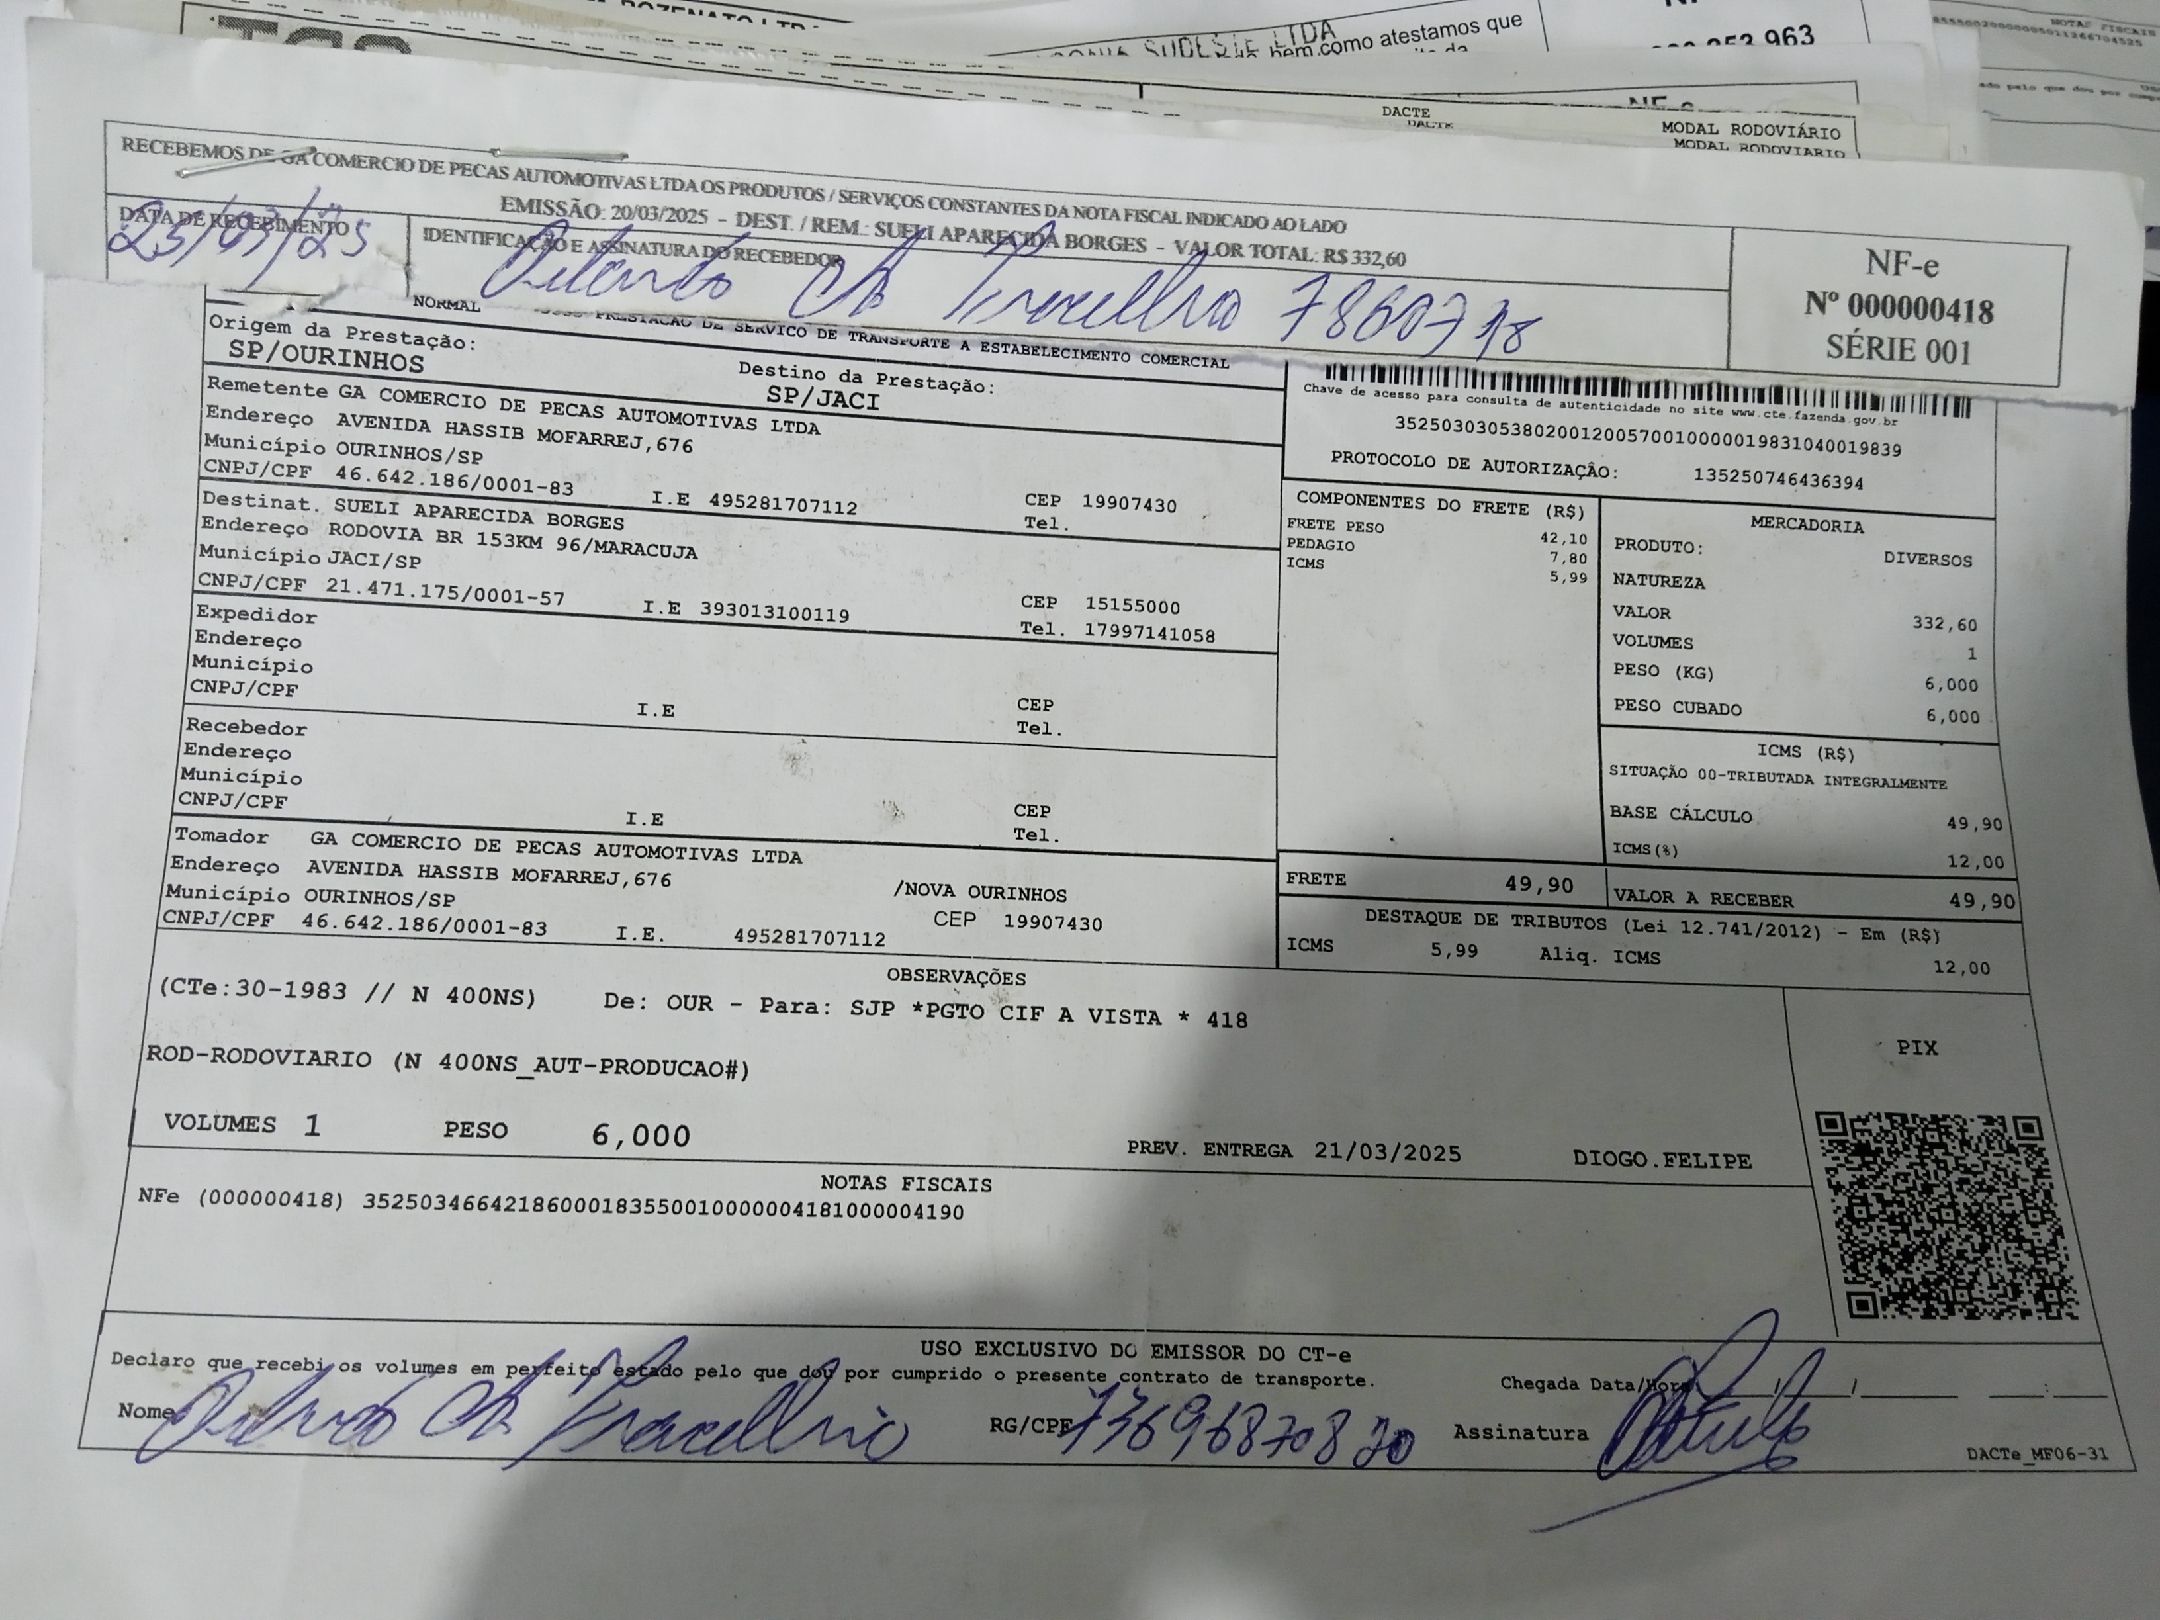 NF-e
963
bem como atestamos que
SUDESTE LTDA
NOTAS FISCAIS
DACTE
MODAL RODOVIÁRIO
DACTE
MODAL RODOVIARIO
RECEBEMOS DE GA COMERCIO DE PECAS AUTOMOTIVAS LTDA OS PRODUTOS / SERVIÇOS CONSTANTES DA NOTA FISCAL INDICADO AO LADO
EMISSÃO: 20/03/2025 - DEST. / REM.: SUELI APARECIDA BORGES - VALOR TOTAL: R$ 332,60
DATA DE RECEBIMENTO
25/03/25
IDENTIFICAÇÃO E ASSINATURA DO RECEBEDOR
7860718
NF-e
Nº 000000418
SÉRIE 001
NORMAL
PRESTACAO DE SERVICO DE TRANSPORTE A ESTABELECIMENTO COMERCIAL
Origem da Prestação:
SP/OURINHOS
Destino da Prestação:
SP/JACI
Chave de acesso para consulta de autenticidade no site www.cte.fazenda.gov.br
35250303053802001200570010000019831040019839
PROTOCOLO DE AUTORIZAÇÃO: 135250746436394
Remetente GA COMERCIO DE PECAS AUTOMOTIVAS LTDA
Endereço AVENIDA HASSIB MOFARREJ,676
Município OURINHOS/SP
CNPJ/CPF 46.642.186/0001-83 I.E 495281707112 CEP 19907430
Tel.
Destinat. SUELI APARECIDA BORGES
Endereço RODOVIA BR 153KM 96/MARACUJA
Município JACI/SP
CNPJ/CPF 21.471.175/0001-57 I.E 393013100119 CEP 15155000
Tel. 17997141058
Expedidor
Endereço
Município
CNPJ/CPF I.E CEP
Tel.
Recebedor
Endereço
Município
CNPJ/CPF I.E CEP
Tel.
Tomador GA COMERCIO DE PECAS AUTOMOTIVAS LTDA
Endereço AVENIDA HASSIB MOFARREJ,676 /NOVA OURINHOS
Município OURINHOS/SP CEP 19907430
CNPJ/CPF 46.642.186/0001-83 I.E. 495281707112
COMPONENTES DO FRETE (R$)
FRETE PESO 42,10
PEDAGIO 7,80
ICMS 5,99
MERCADORIA
PRODUTO: DIVERSOS
NATUREZA
VALOR 332,60
VOLUMES 1
PESO (KG) 6,000
PESO CUBADO 6,000
ICMS (R$)
SITUAÇÃO 00-TRIBUTADA INTEGRALMENTE
BASE CÁLCULO 49,90
ICMS(%) 12,00
FRETE 49,90 VALOR A RECEBER 49,90
DESTAQUE DE TRIBUTOS (Lei 12.741/2012) - Em (R$)
ICMS 5,99 Aliq. ICMS 12,00
OBSERVAÇÕES
(CTe:30-1983 // N 400NS) De: OUR - Para: SJP *PGTO CIF A VISTA * 418
ROD-RODOVIARIO (N 400NS_AUT-PRODUCAO#)
PIX
VOLUMES 1 PESO 6,000 PREV. ENTREGA 21/03/2025 DIOGO.FELIPE
NOTAS FISCAIS
NFe (000000418) 35250346642186000183550010000004181000004190
USO EXCLUSIVO DO EMISSOR DO CT-e
Declaro que recebi os volumes em perfeito estado pelo que dou por cumprido o presente contrato de transporte.
Chegada Data/Hora
Nome
RG/CPF 73696870820
Assinatura
DACTe_MF06-31